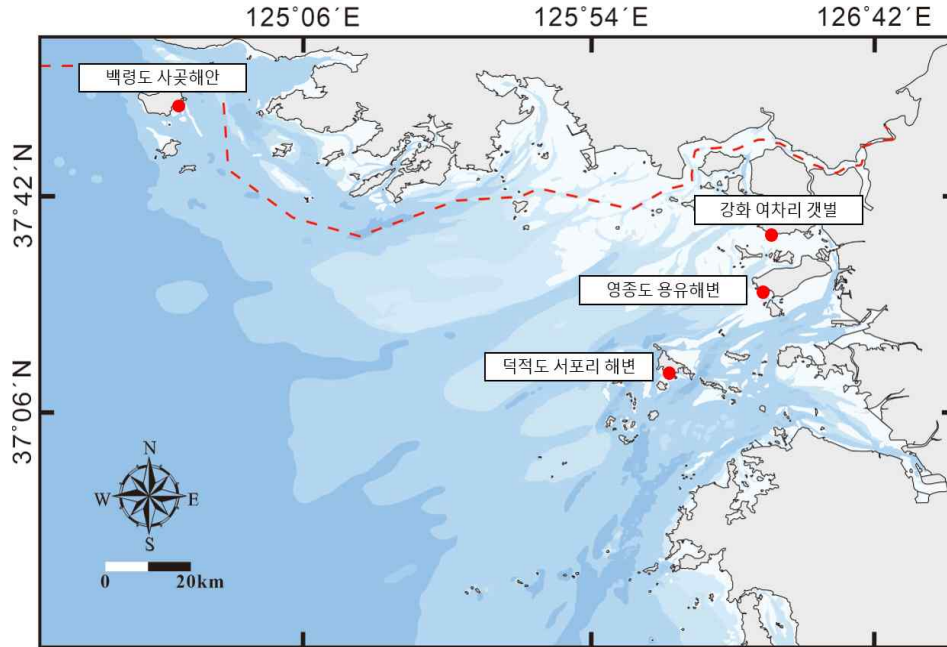 125°06´E 125°54´E 126°42´E
백령도 사곶해안
37°42´N
강화 여차리 갯벌
영종도 용유해변
덕적도 서포리 해변
37°06´N
N
W E
S
0 20km